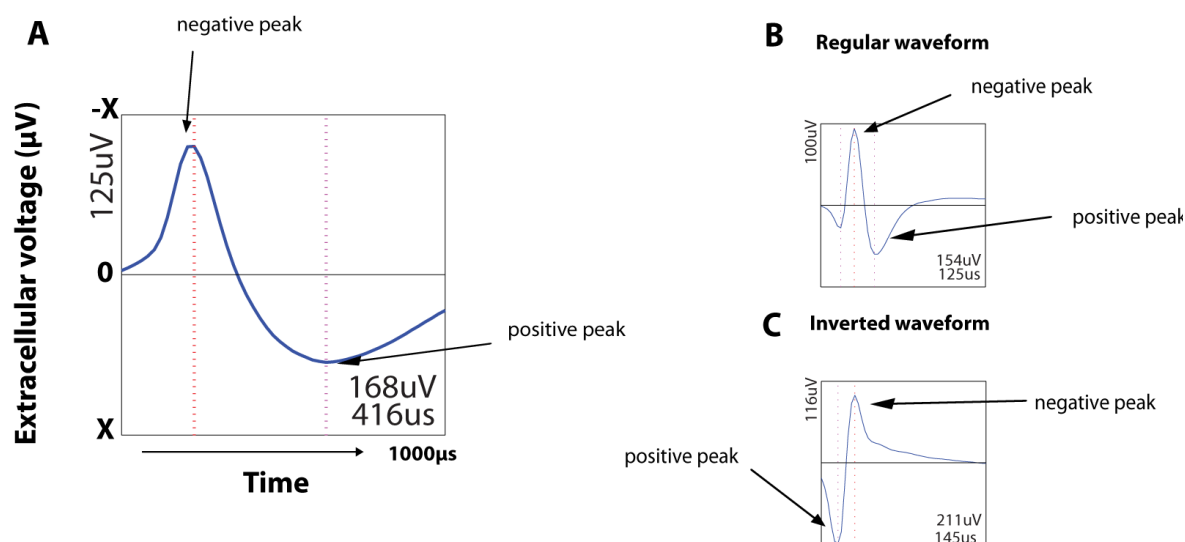 A
negative peak
-X
125uV
Extracellular voltage (µV)
0
positive peak
168uV
416us
X
1000µs
Time
B
Regular waveform
negative peak
100uV
positive peak
154uV
125us
C
Inverted waveform
116uV
negative peak
positive peak
211uV
145us